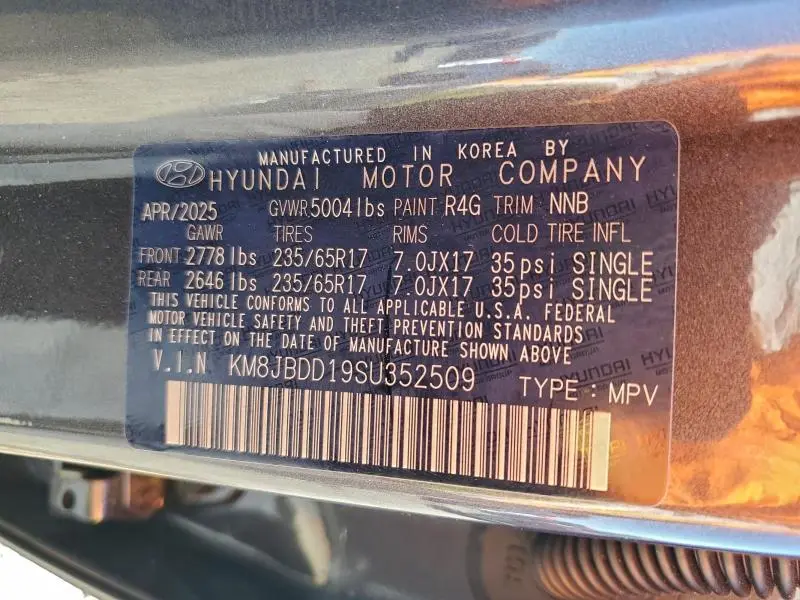 MANUFACTURED IN KOREA BY
HYUNDAI MOTOR COMPANY
APR/2025 GVWR 5004lbs PAINT R4G TRIM NNB
GAWR TIRES RIMS COLD TIRE INFL
FRONT 2778 lbs 235/65R17 7.0JX17 35psi SINGLE
REAR 2646 lbs 235/65R17 7.0JX17 35psi SINGLE
THIS VEHICLE CONFORMS TO ALL APPLICABLE U.S.A. FEDERAL
MOTOR VEHICLE SAFETY AND THEFT PREVENTION STANDARDS
IN EFFECT ON THE DATE OF MANUFACTURE SHOWN ABOVE
V.I.N KM8JBDD19SU352509 TYPE : MPV